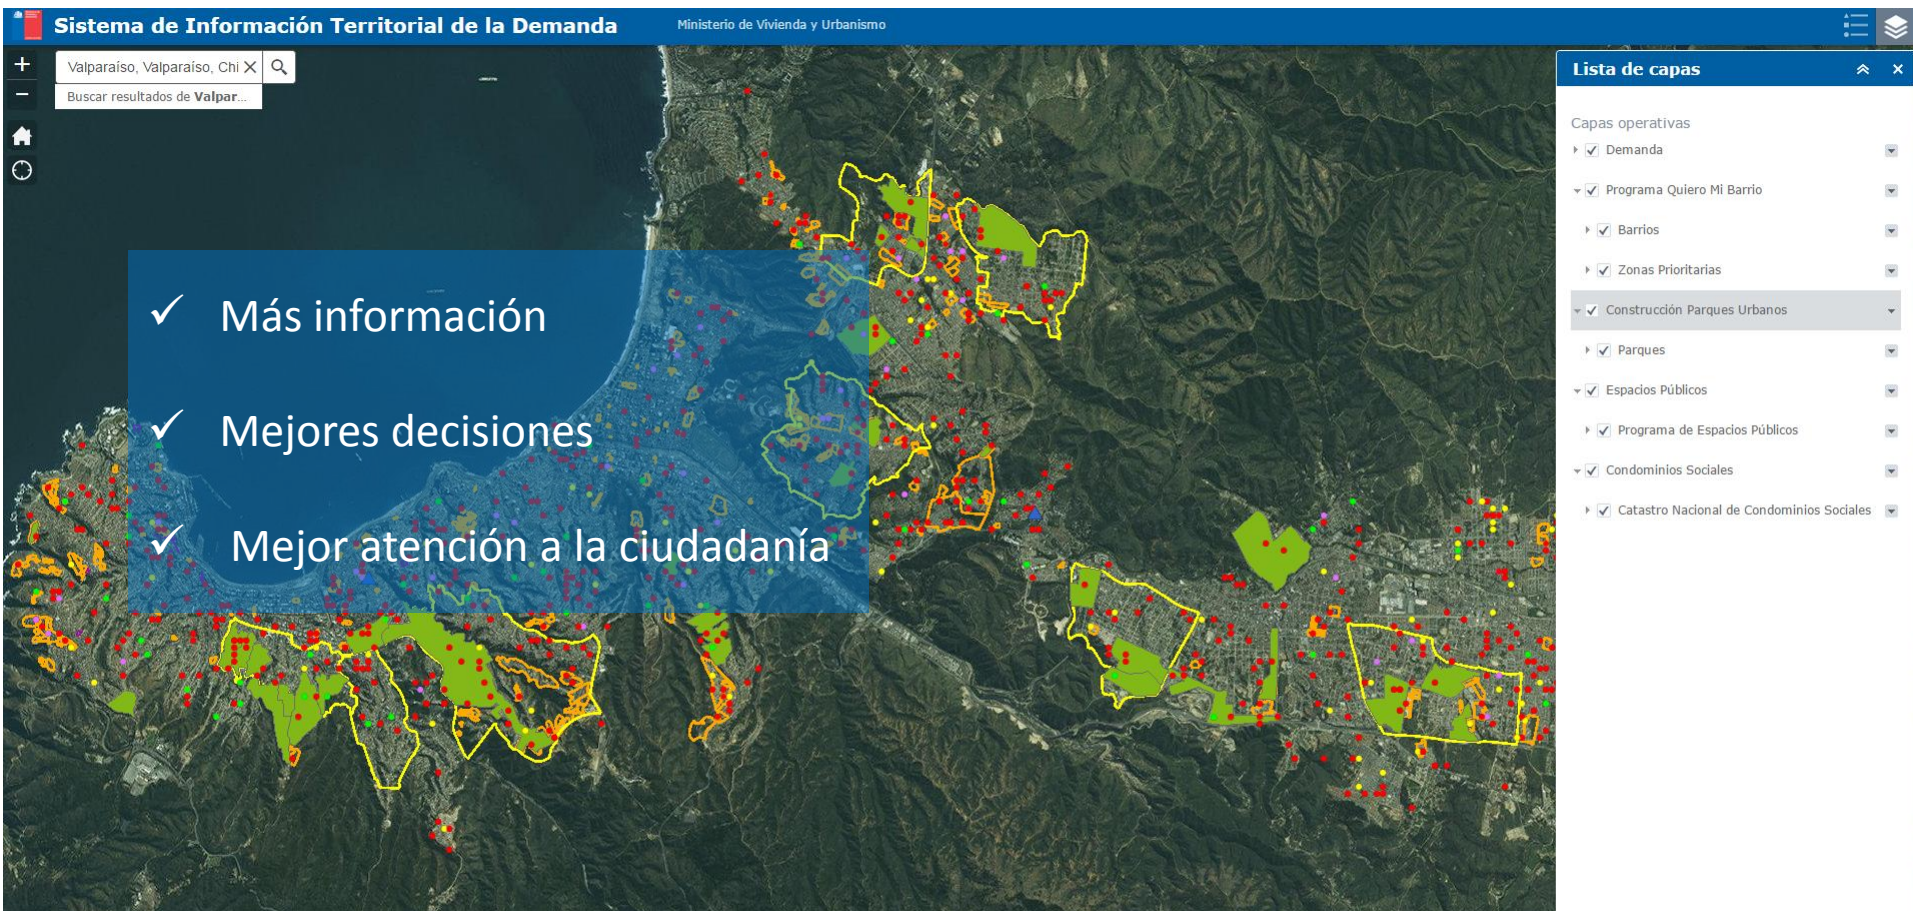 Sistema de Información Territorial de la Demanda
Ministerio de Vivienda y Urbanismo
Valparaíso, Valparaíso, Chi
Buscar resultados de Valpar...
Más información
Mejores decisiones
Mejor atención a la ciudadanía
Lista de capas
Capas operativas
Demanda
Programa Quiero Mi Barrio
Barrios
Zonas Prioritarias
Construcción Parques Urbanos
Parques
Espacios Públicos
Programa de Espacios Públicos
Condominios Sociales
Catastro Nacional de Condominios Sociales